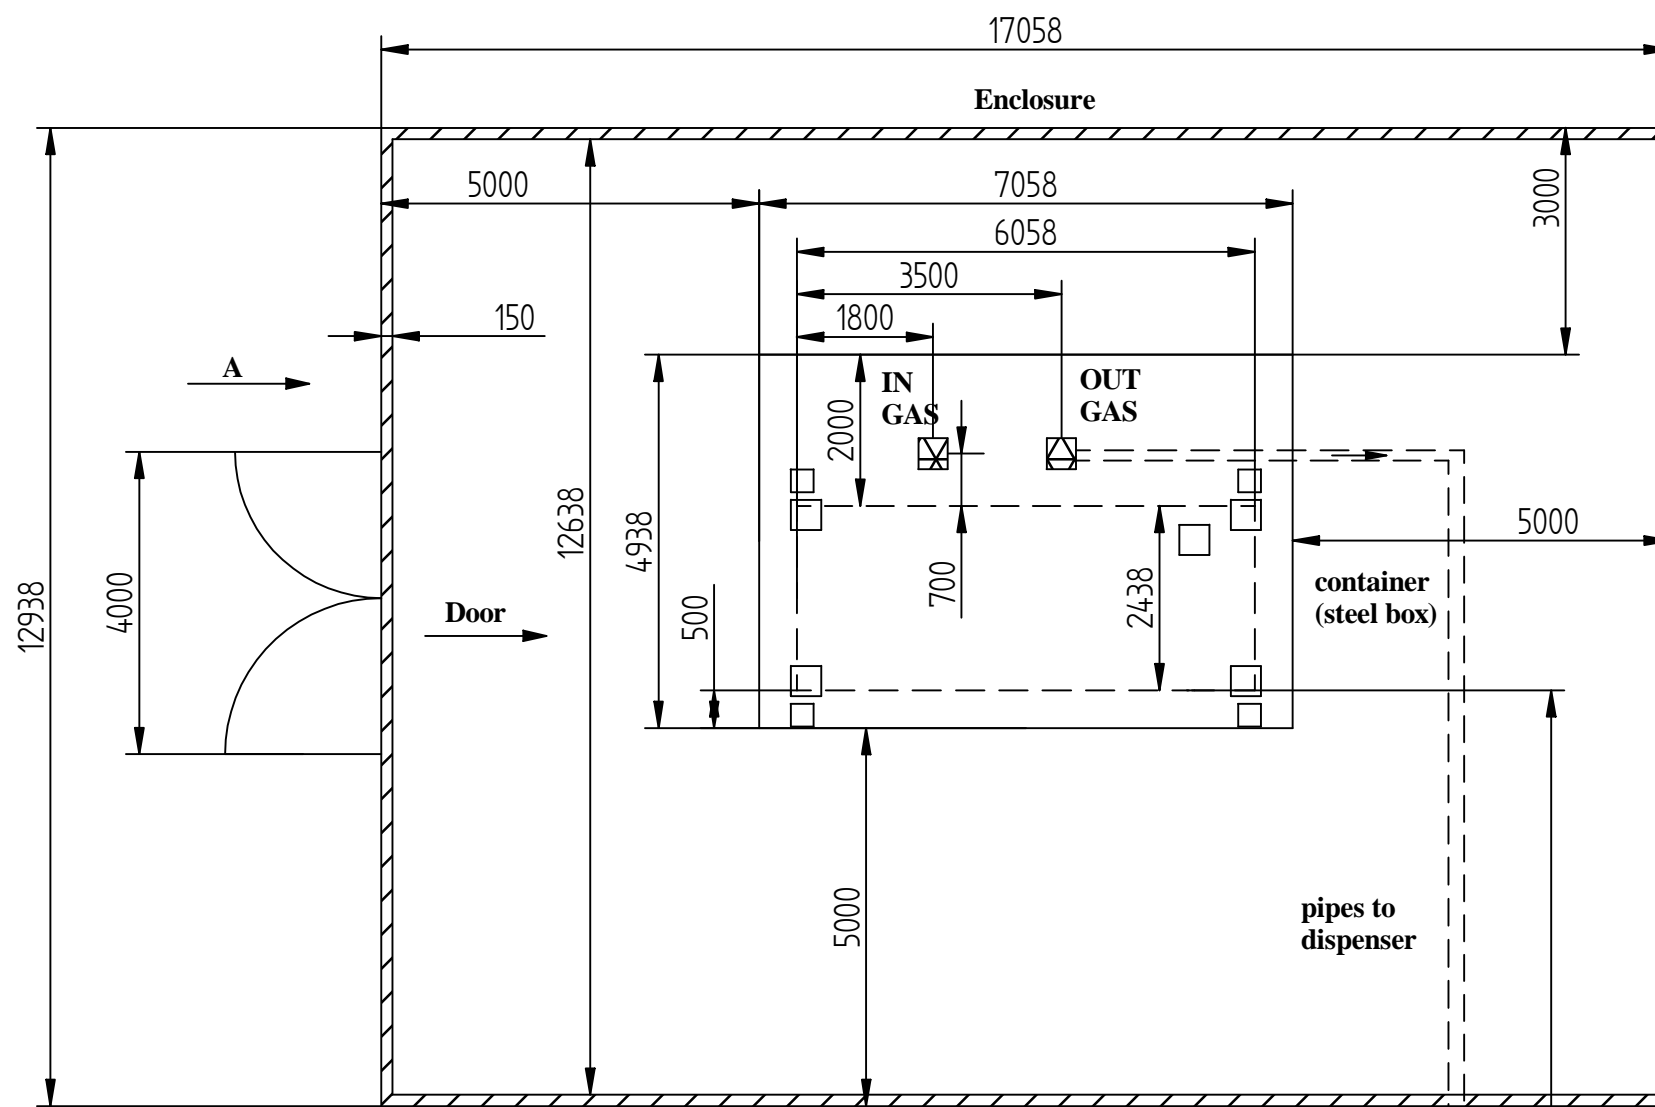 17058
Enclosure
5000
7058
3000
6058
3500
150
1800
A
IN
GAS
OUT
GAS
2000
12638
4938
5000
12938
4000
700
2438
container
(steel box)
Door
500
5000
pipes to
dispenser